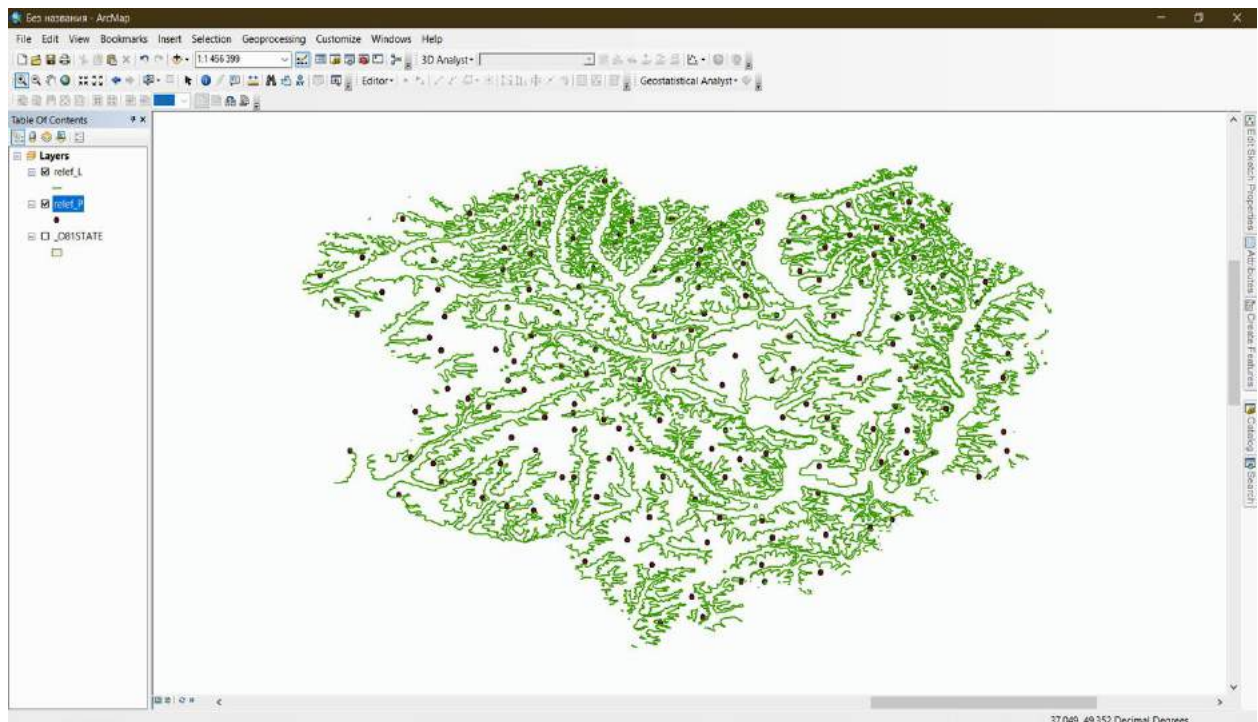 Без названия - ArcMap
File Edit View Bookmarks Insert Selection Geoprocessing Customize Windows Help
1:1 456 399 3D Analyst
Editor Geostatistical Analyst
Table Of Contents
Layers
relef_L
relef_P
_OB1STATE
Edit Sketch Properties
Attributes
Create Features
Catalog
Search
37,049 49,352 Decimal Degrees